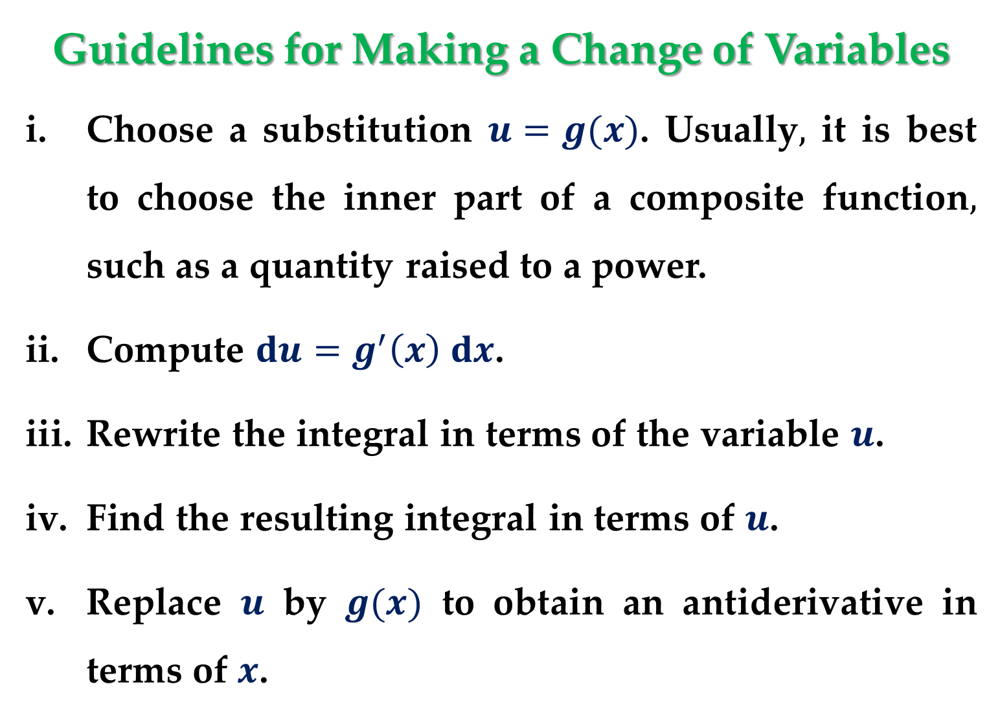 Guidelines for Making a Change of Variables
i. Choose a substitution u = g(x). Usually, it is best
to choose the inner part of a composite function,
such as a quantity raised to a power.
ii. Compute du = g′(x) dx.
iii. Rewrite the integral in terms of the variable u.
iv. Find the resulting integral in terms of u.
v. Replace u by g(x) to obtain an antiderivative in
terms of x.